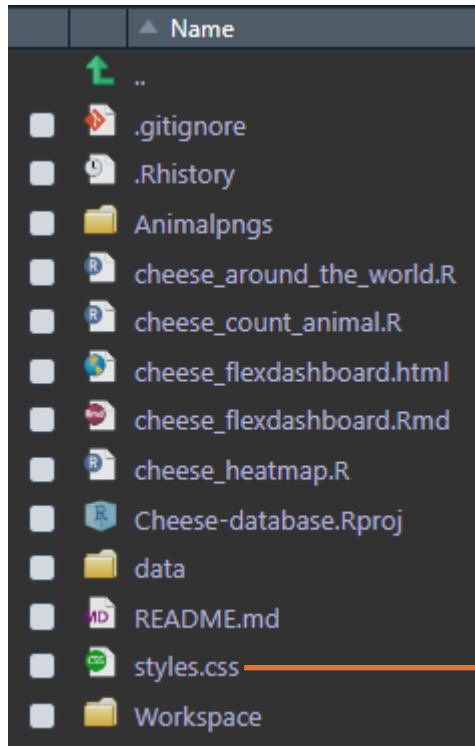 Name
..
.gitignore
.Rhistory
Animalpngs
cheese_around_the_world.R
cheese_count_animal.R
cheese_flexdashboard.html
cheese_flexdashboard.Rmd
cheese_heatmap.R
Cheese-database.Rproj
data
README.md
styles.css
Workspace